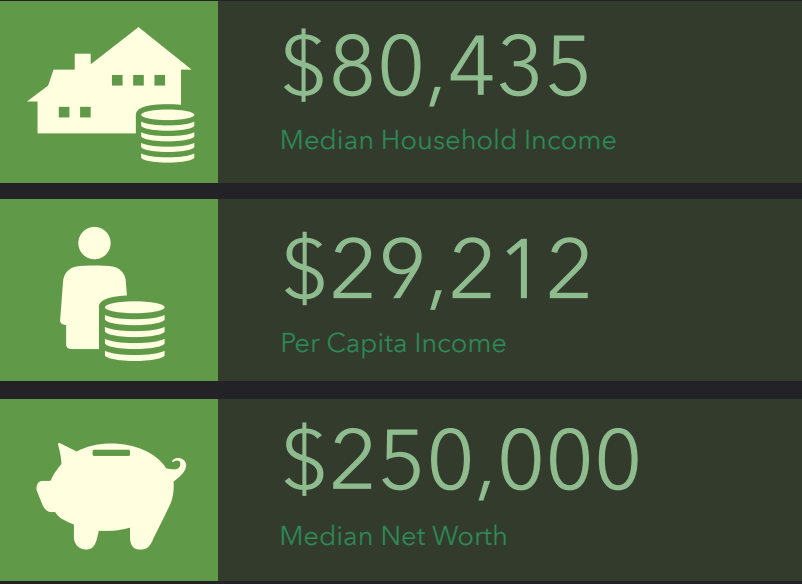 $80,435
Median Household Income
$29,212
Per Capita Income
$250,000
Median Net Worth